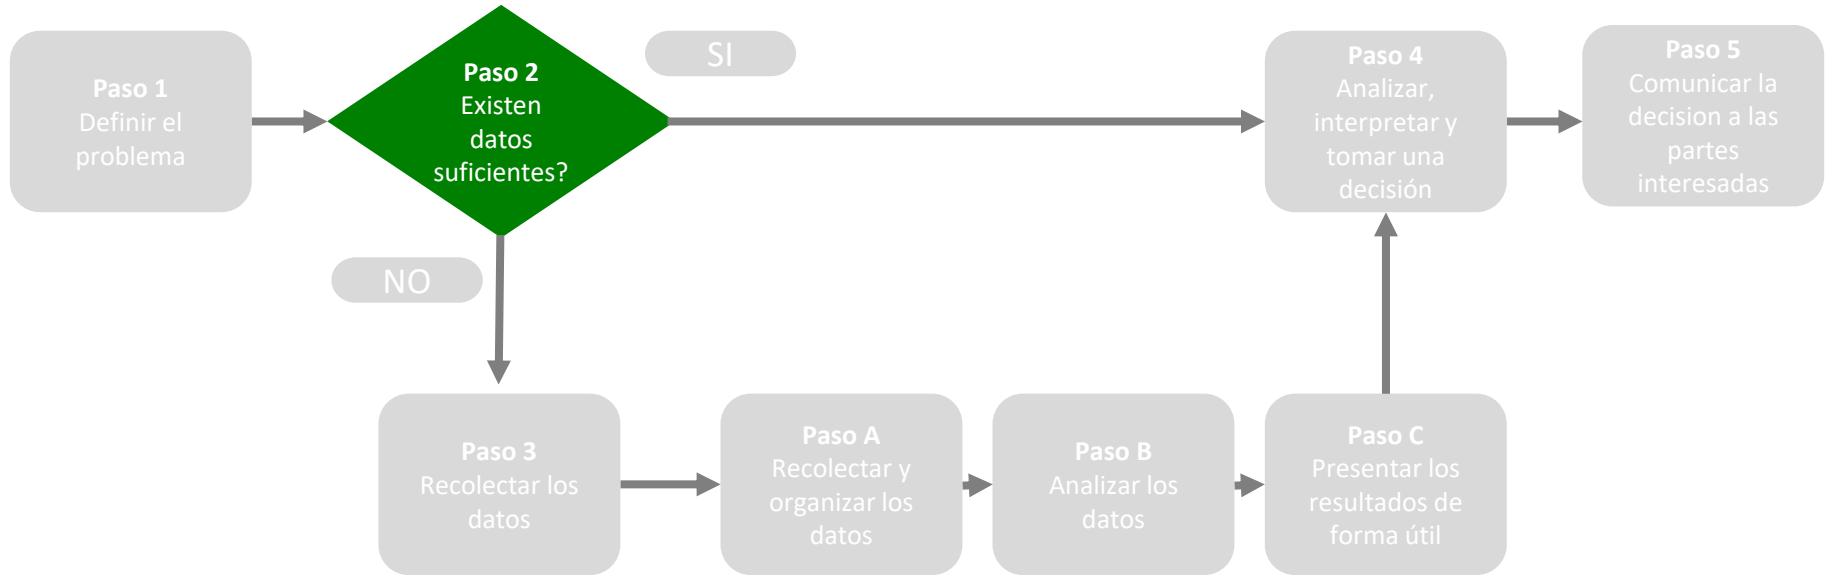 Paso 1
Definir el
problema
Paso 2
Existen
datos
suficientes?
SI
NO
Paso 4
Analizar,
interpretar y
tomar una
decisión
Paso 5
Comunicar la
decision a las
partes
interesadas
Paso 3
Recolectar los
datos
Paso A
Recolectar y
organizar los
datos
Paso B
Analizar los
datos
Paso C
Presentar los
resultados de
forma útil